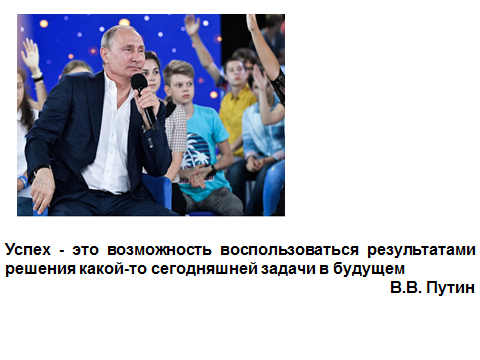 Успех - это возможность воспользоваться результатами
решения какой-то сегодняшней задачи в будущем
В.В. Путин